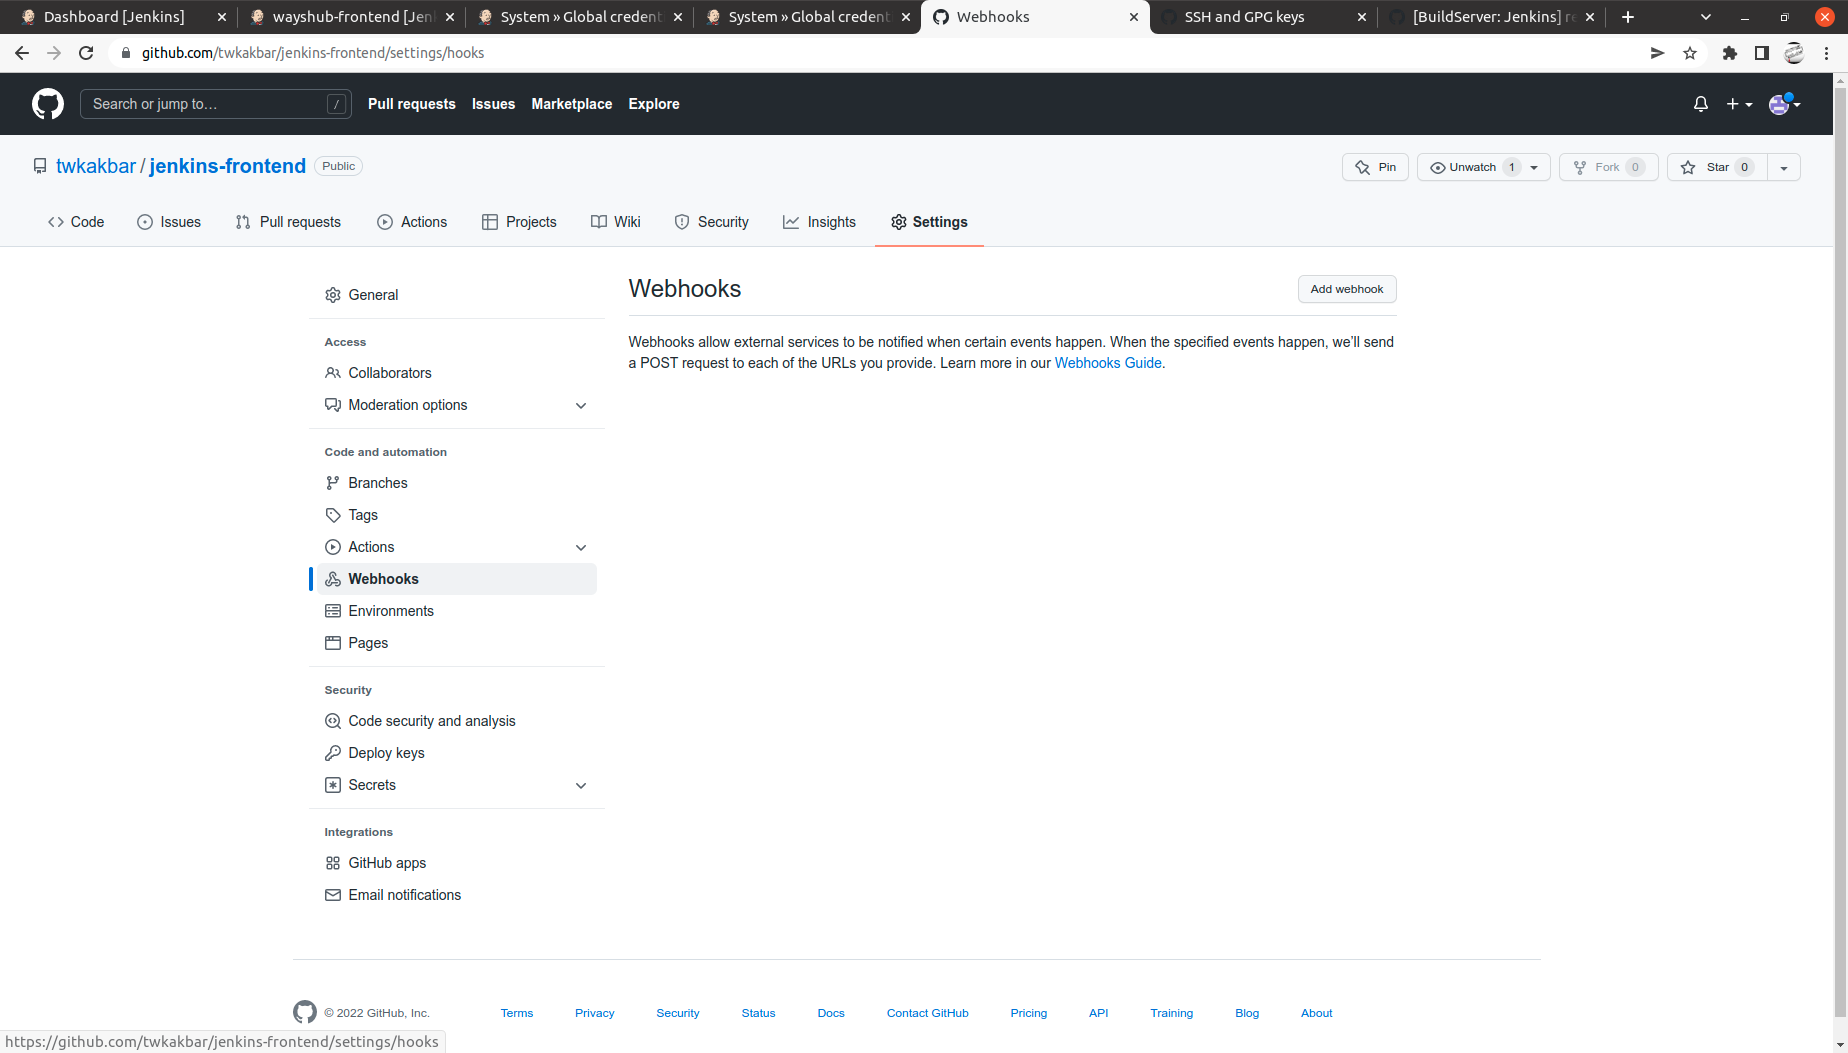 Dashboard [Jenkins]
wayshub-frontend [Jen
System » Global credent
System » Global credent
Webhooks
SSH and GPG keys
[BuildServer: Jenkins] re
github.com/twkakbar/jenkins-frontend/settings/hooks
Search or jump to…
/
Pull requests
Issues
Marketplace
Explore
twkakbar / jenkins-frontend
Public
Pin
Unwatch 1
Fork 0
Star 0
Code
Issues
Pull requests
Actions
Projects
Wiki
Security
Insights
Settings
General
Access
Collaborators
Moderation options
Code and automation
Branches
Tags
Actions
Webhooks
Environments
Pages
Security
Code security and analysis
Deploy keys
Secrets
Integrations
GitHub apps
Email notifications
Webhooks
Add webhook
Webhooks allow external services to be notified when certain events happen. When the specified events happen, we’ll send
a POST request to each of the URLs you provide. Learn more in our Webhooks Guide.
© 2022 GitHub, Inc.
Terms
Privacy
Security
Status
Docs
Contact GitHub
Pricing
API
Training
Blog
About
https://github.com/twkakbar/jenkins-frontend/settings/hooks